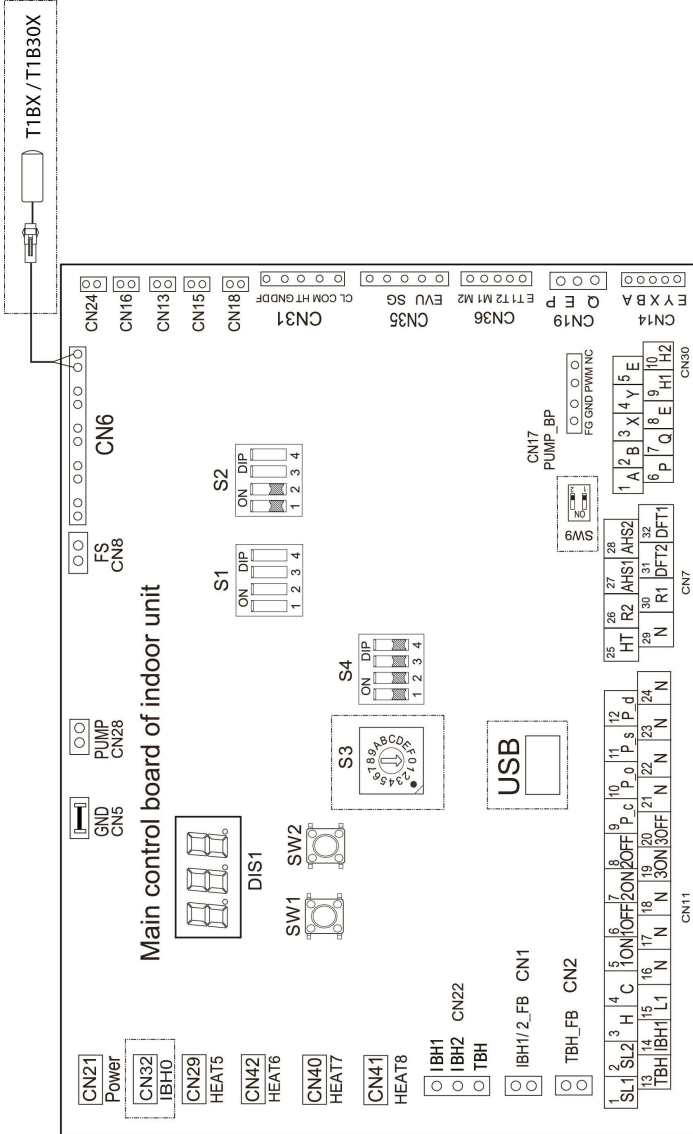 T1BX / T1B30X
Main control board of indoor unit
CN21
Power
CN32
IBH0
CN29
HEAT5
CN42
HEAT6
CN40
HEAT7
CN41
HEAT8
IBH1
IBH2
TBH
CN22
IBH1/ 2_FB CN1
TBH_FB CN2
GND
CN5
PUMP
CN28
FS
CN8
CN6
DIS1
SW1
SW2
S1
ON DIP
1 2 3 4
S2
ON DIP
1 2 3 4
S4
ON DIP
1 2 3 4
S3
0123456789ABCDEF
USB
CN24
CN16
CN13
CN15
CN18
CL COM HT GNDDF
CN31
EVU SG
CN35
ET1T2 M1 M2
CN36
Q E P
CN19
E Y X B A
CN14
CN17
PUMP_BP
FG GND PWM NC
ON
1 2
SW9
1 2 3 4 5 6 7 8 9 10 11 12
SL1 SL2 H C 1ON 1OFF 2ON 2OFF P_c P_o P_s P_d
13 14 15 16 17 18 19 20 21 22 23 24
TBH IBH1 L1 N N N 3ON 3OFF N N N N
CN11
25 26 27 28
HT R2 AHS1 AHS2
29 30 31 32
N R1 DFT2 DFT1
CN7
1 2 3 4 5
A B X Y E
6 7 8 9 10
P Q E H1 H2
CN30